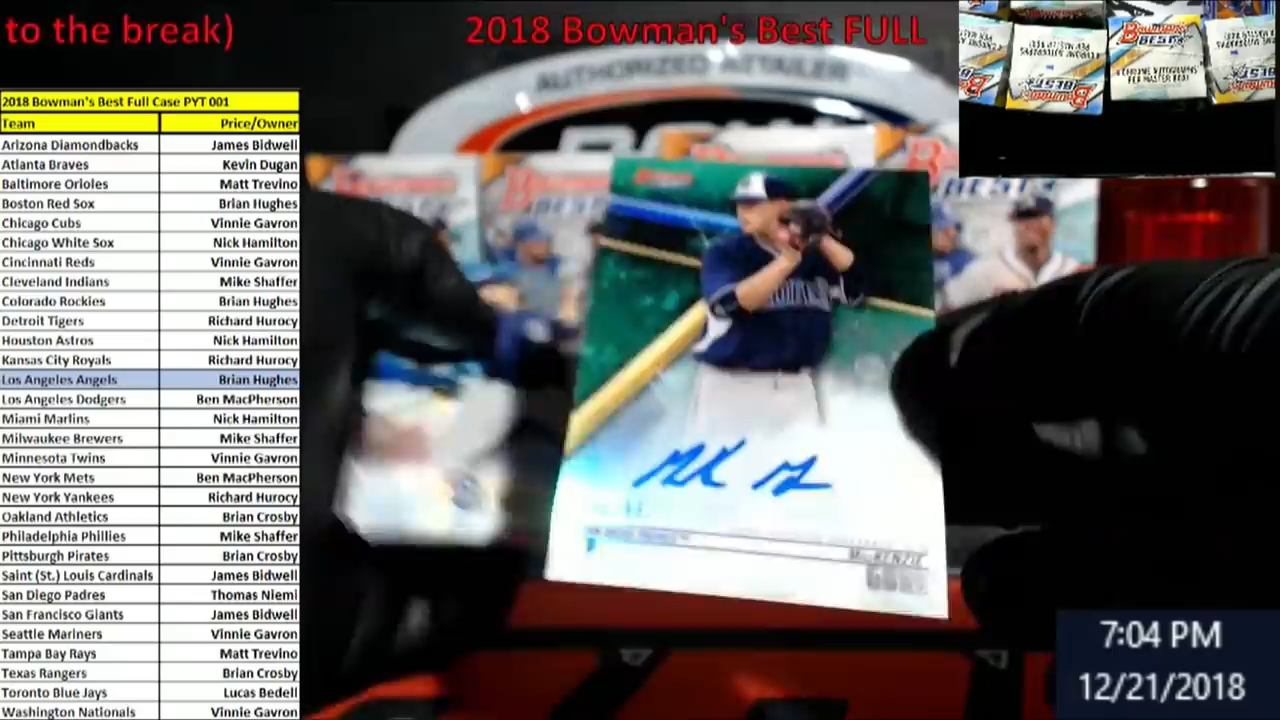 to the break)
2018 Bowman's Best FULL
2018 Bowman's Best Full Case PYT 001
Team Price/Owner
Arizona Diamondbacks James Bidwell
Atlanta Braves Kevin Dugan
Baltimore Orioles Matt Trevino
Boston Red Sox Brian Hughes
Chicago Cubs Vinnie Gavron
Chicago White Sox Nick Hamilton
Cincinnati Reds Vinnie Gavron
Cleveland Indians Mike Shaffer
Colorado Rockies Brian Hughes
Detroit Tigers Richard Hurocy
Houston Astros Nick Hamilton
Kansas City Royals Richard Hurocy
Los Angeles Angels Brian Hughes
Los Angeles Dodgers Ben MacPherson
Miami Marlins Nick Hamilton
Milwaukee Brewers Mike Shaffer
Minnesota Twins Vinnie Gavron
New York Mets Ben MacPherson
New York Yankees Richard Hurocy
Oakland Athletics Brian Crosby
Philadelphia Phillies Mike Shaffer
Pittsburgh Pirates Brian Crosby
Saint (St.) Louis Cardinals James Bidwell
San Diego Padres Thomas Niemi
San Francisco Giants James Bidwell
Seattle Mariners Vinnie Gavron
Tampa Bay Rays Matt Trevino
Texas Rangers Brian Crosby
Toronto Blue Jays Lucas Bedell
Washington Nationals Vinnie Gavron
AUTHORIZED RETAILER
Bowman's
BEST
MacKENZIE
GORE
7:04 PM
12/21/2018